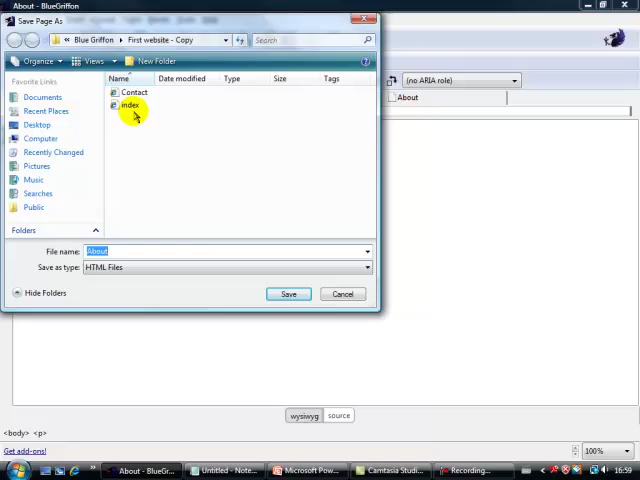 About - BlueGriffon
Save Page As
Blue Griffon
First website - Copy
Search
Organize
Views
New Folder
(no ARIA role)
About
Favorite Links
Name
Date modified
Type
Size
Tags
Documents
Contact
Recent Places
index
Desktop
Computer
Recently Changed
Pictures
Music
Searches
Public
Folders
File name:
About
Save as type:
HTML Files
Hide Folders
Save
Cancel
wysiwyg
source
<body> <p>
Get add-ons!
100%
About - BlueGr...
Untitled - Note...
Microsoft Pow...
Camtasia Studi...
Recording...
16:59